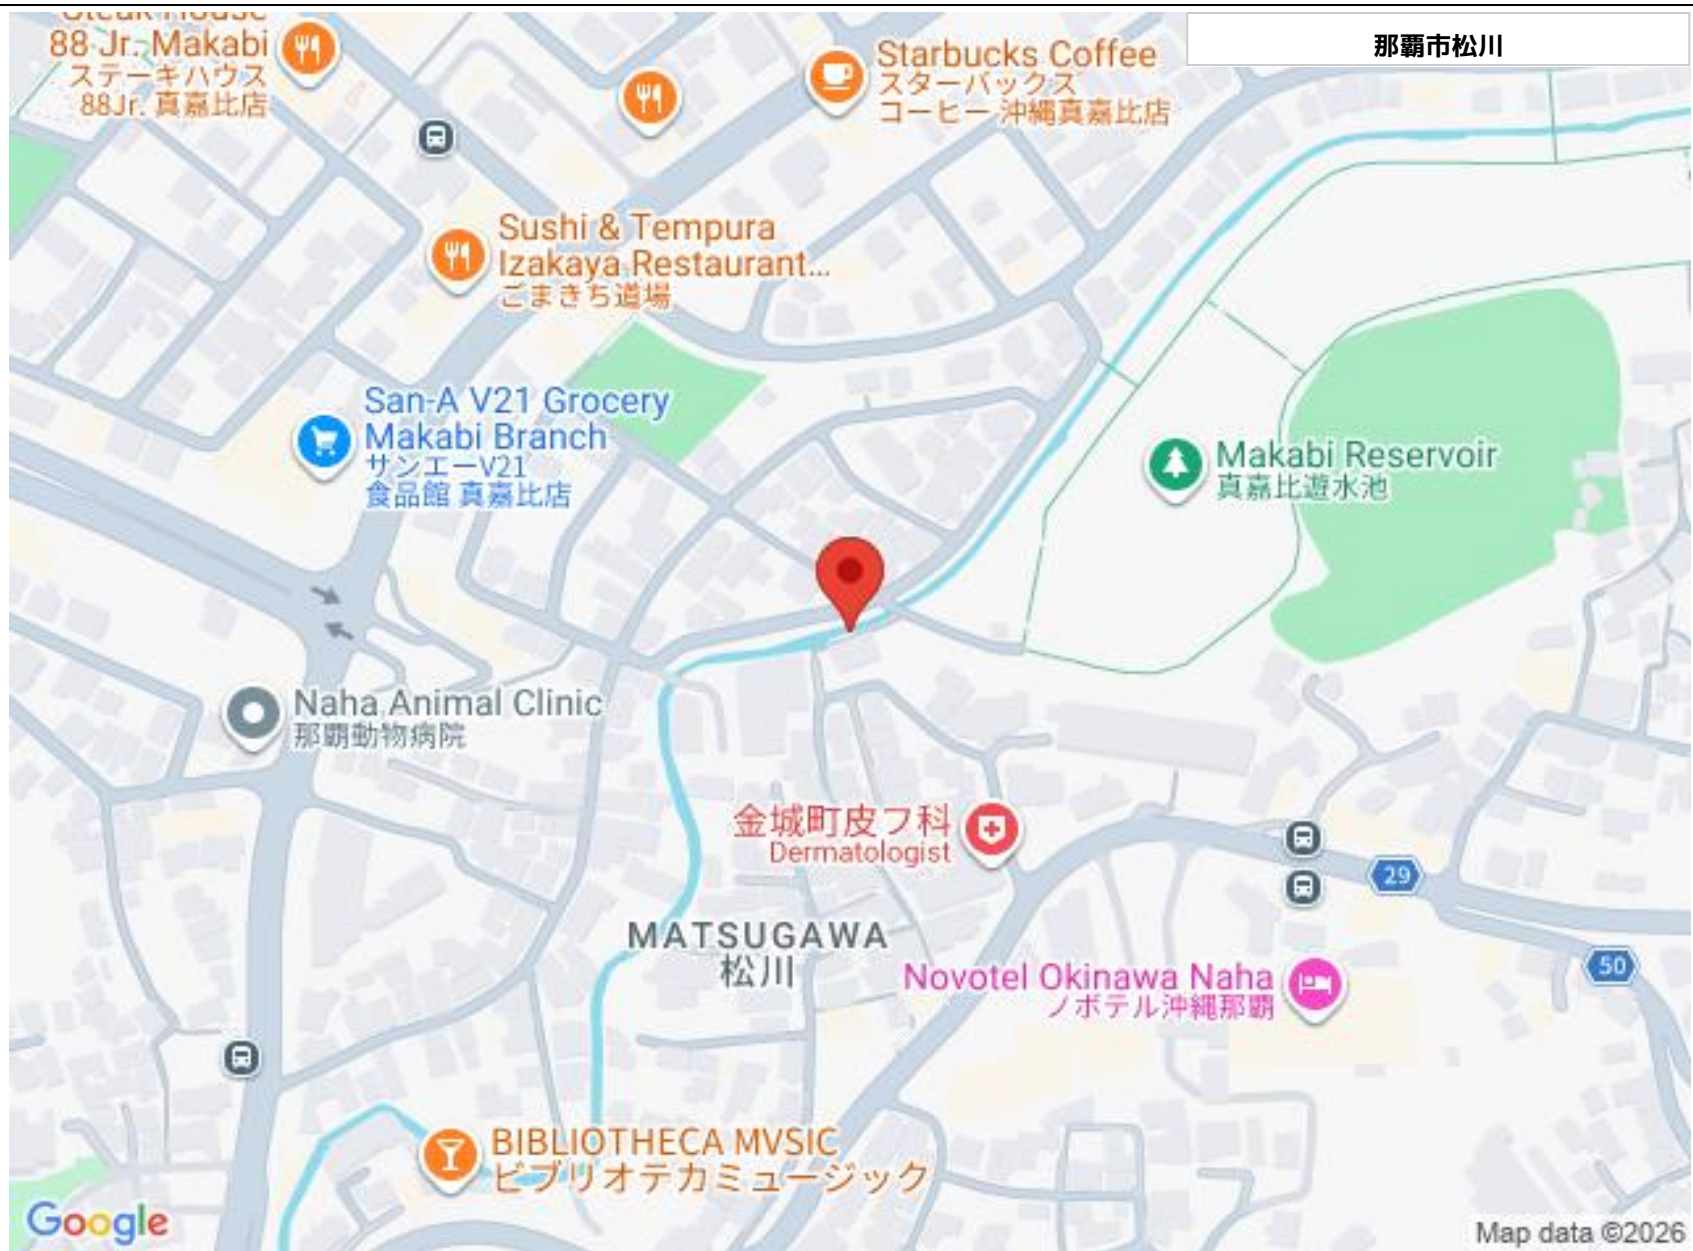 那覇市松川
Steak House
88 Jr. Makabi
ステーキハウス
88Jr. 真嘉比店
Starbucks Coffee
スターバックス
コーヒー 沖縄真嘉比店
Sushi & Tempura
Izakaya Restaurant...
ごまきち道場
San-A V21 Grocery
Makabi Branch
サンエーV21
食品館 真嘉比店
Makabi Reservoir
真嘉比遊水池
Naha Animal Clinic
那覇動物病院
金城町皮フ科
Dermatologist
29
MATSUGAWA
松川
50
Novotel Okinawa Naha
ノボテル沖縄那覇
BIBLIOTHECA MVSIC
ビブリオテカミュージック
Google
Map data ©2026